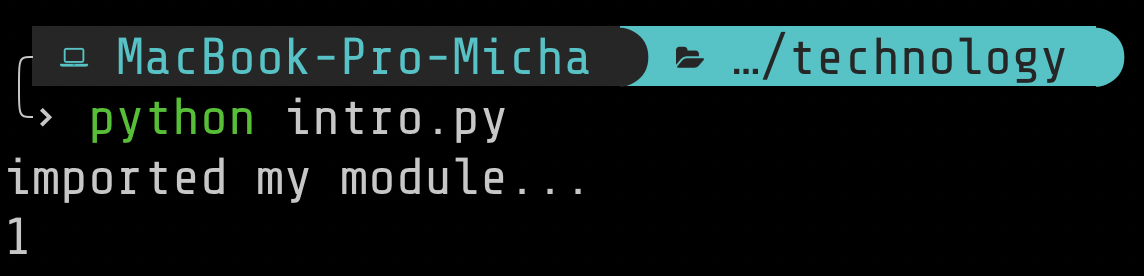 MacBook-Pro-Micha …/technology
› python intro.py
imported my module...
1